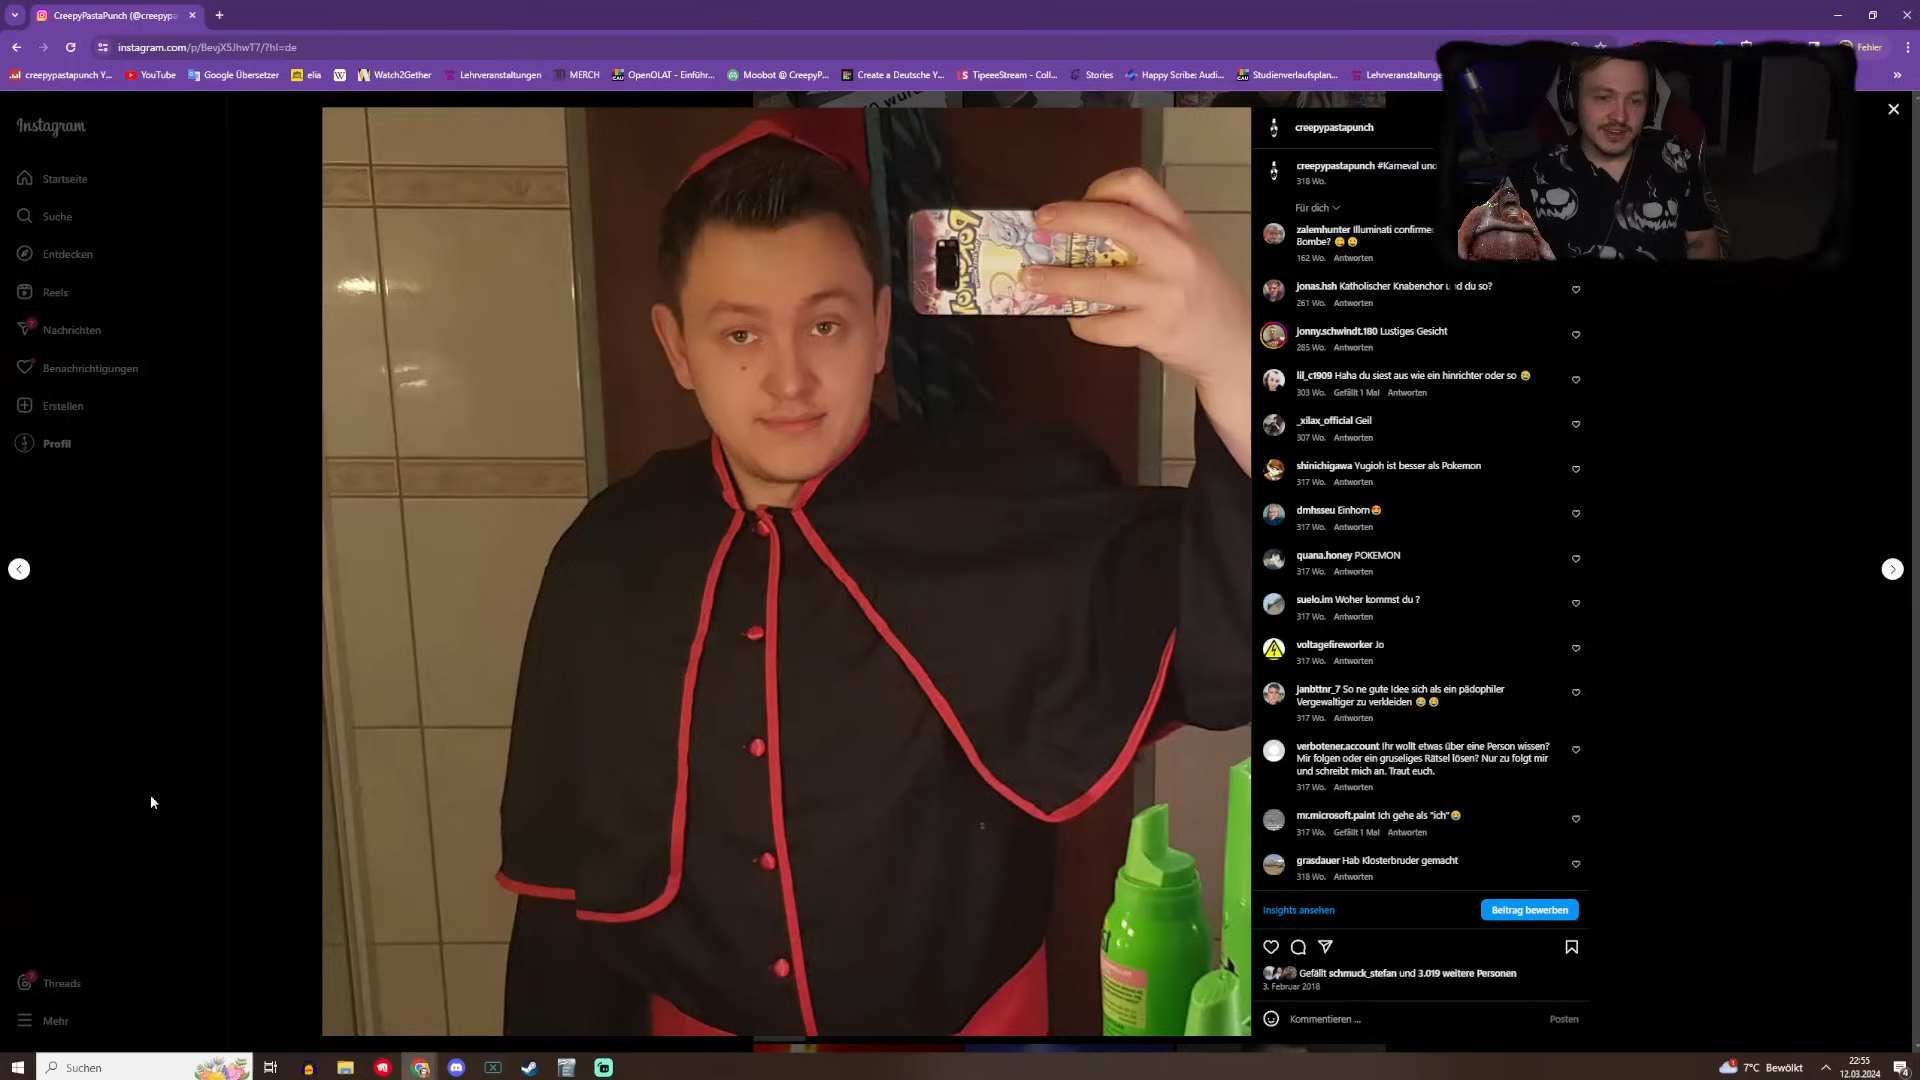 CreepyPastaPunch (@creepypa
instagram.com/p/BevjX5JhwT7/?hl=de
Fehler
creepypastapunch Y...
YouTube
Google Übersetzer
elia
Watch2Gether
Lehrveranstaltungen
MERCH
OpenOLAT - Einführ...
Moobot @ CreepyP...
Create a Deutsche Y...
TipeeeStream - Coll...
Stories
Happy Scribe: Audi...
Studienverlaufsplan...
Lehrveranstaltung
Instagram
Startseite
Suche
Entdecken
Reels
7
Nachrichten
Benachrichtigungen
Erstellen
Profil
Threads
Mehr
creepypastapunch
creepypastapunch #Karneval und
318 Wo.
Für dich
zalemhunter Illuminati confirmed
Bombe? 😋😄
162 Wo. Antworten
jonas.hsh Katholischer Knabenchor und du so?
261 Wo. Antworten
jonny.schwindt.180 Lustiges Gesicht
285 Wo. Antworten
lil_c1909 Haha du siest aus wie ein hinrichter oder so 😂
303 Wo. Gefällt 1 Mal Antworten
_xilax_official Geil
307 Wo. Antworten
shinichigawa Yugioh ist besser als Pokemon
317 Wo. Antworten
dmhsseu Einhorn😍
317 Wo. Antworten
quana.honey POKEMON
317 Wo. Antworten
suelo.im Woher kommst du ?
317 Wo. Antworten
voltagefireworker Jo
317 Wo. Antworten
janbttnr_7 So ne gute Idee sich als ein pädophiler
Vergewaltiger zu verkleiden 😂😂
317 Wo. Antworten
verbotener.account Ihr wollt etwas über eine Person wissen?
Mir folgen oder ein gruseliges Rätsel lösen? Nur zu folgt mir
und schreibt mich an. Traut euch.
317 Wo. Antworten
mr.microsoft.paint Ich gehe als "ich"😂
317 Wo. Gefällt 1 Mal Antworten
grasdauer Hab Klosterbruder gemacht
318 Wo. Antworten
Insights ansehen
Beitrag bewerben
Gefällt schmuck_stefan und 3.019 weitere Personen
3. Februar 2018
Kommentieren ...
Posten
Suchen
7°C Bewölkt
22:55
12.03.2024